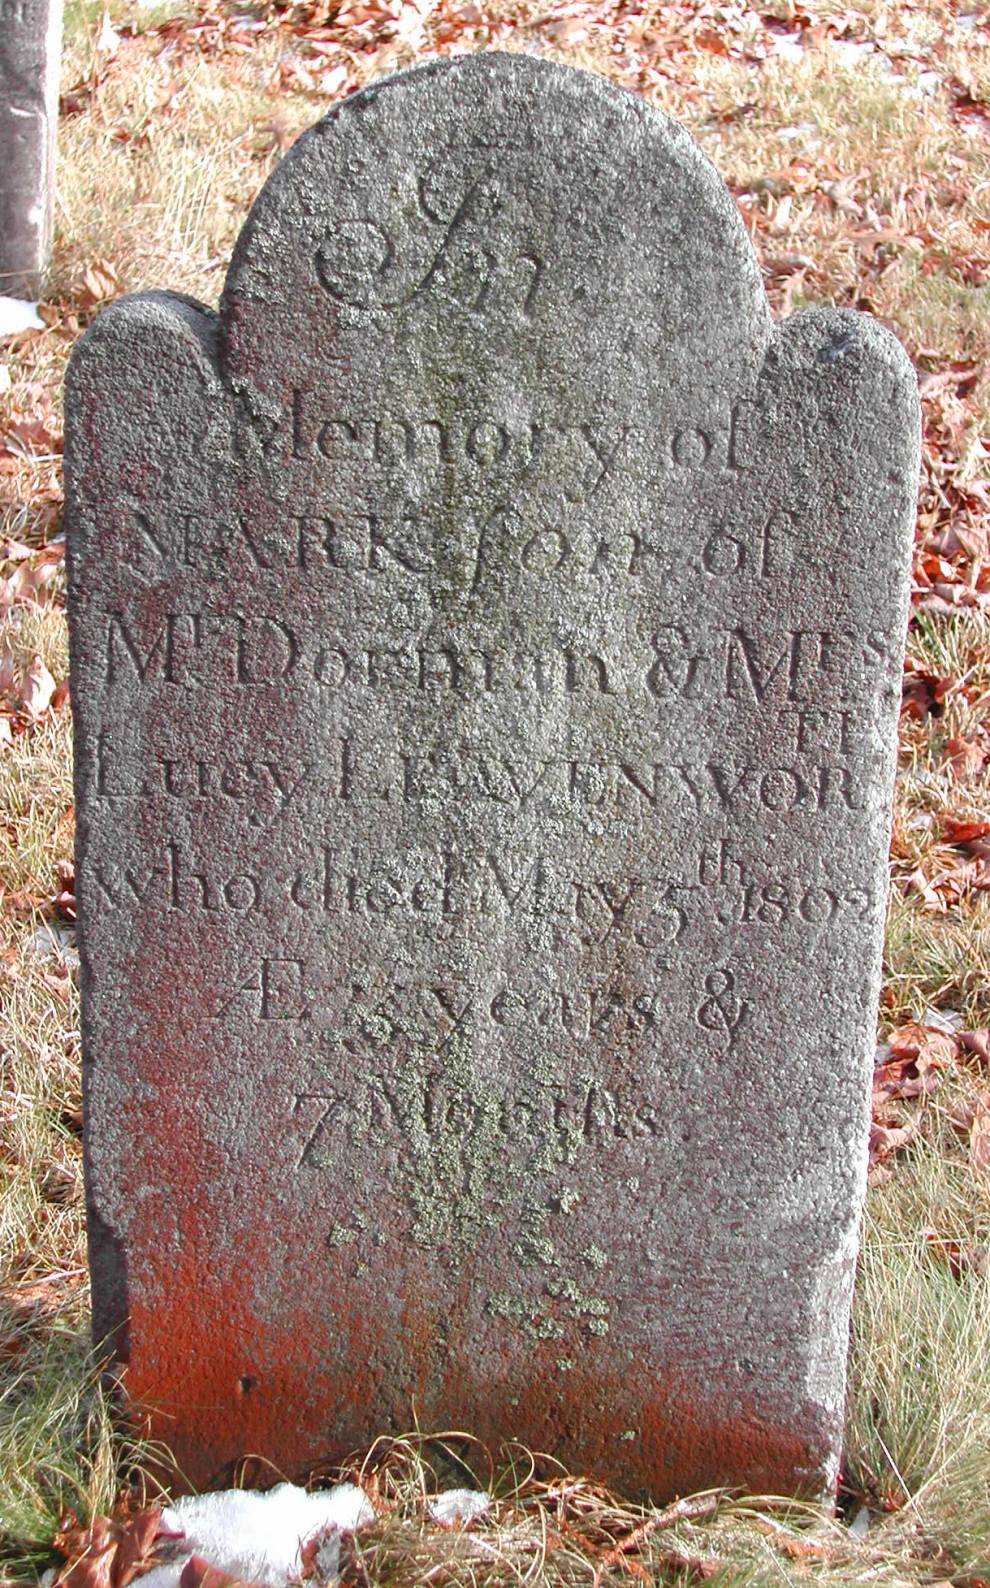 In
Memory of
MARK ſon of
Mr Dorman & Mrs
Lucy LEAVENWORTH
who died May 5th 1802
Æ 3 years &
7 Months.